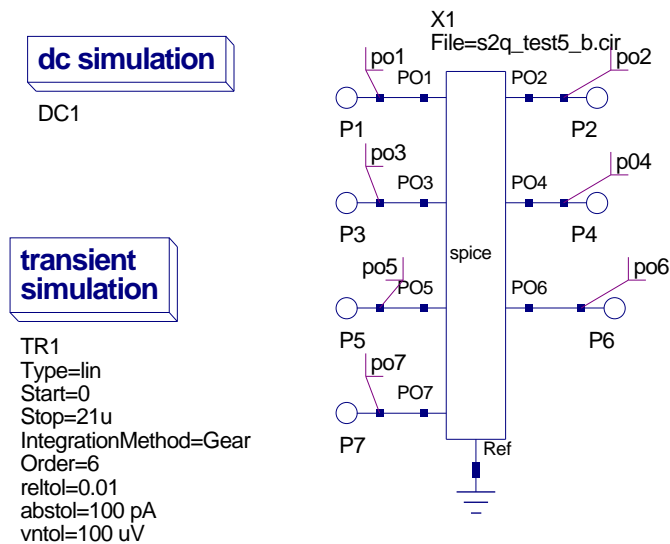 X1
File=s2q_test5_b.cir
dc simulation
DC1
po1
PO1
PO2
po2
P1
P2
po3
PO3
PO4
p04
P3
P4
transient
simulation
spice
po5
PO5
PO6
po6
P5
P6
TR1
Type=lin
Start=0
Stop=21u
IntegrationMethod=Gear
Order=6
reltol=0.01
abstol=100 pA
vntol=100 uV
po7
PO7
P7
Ref